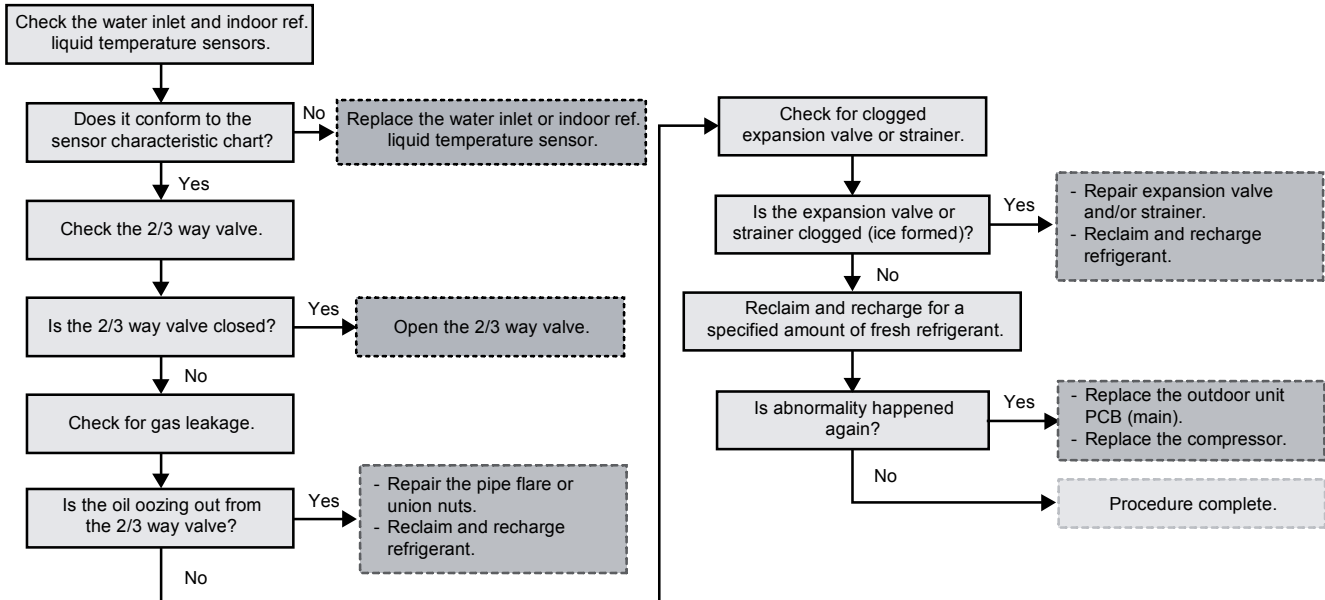 Check the water inlet and indoor ref.
liquid temperature sensors.
Does it conform to the
sensor characteristic chart?
No
Replace the water inlet or indoor ref.
liquid temperature sensor.
Yes
Check the 2/3 way valve.
Is the 2/3 way valve closed?
Yes
Open the 2/3 way valve.
No
Check for gas leakage.
Is the oil oozing out from
the 2/3 way valve?
Yes
- Repair the pipe flare or
union nuts.
- Reclaim and recharge
refrigerant.
No
Check for clogged
expansion valve or strainer.
Is the expansion valve or
strainer clogged (ice formed)?
Yes
- Repair expansion valve
and/or strainer.
- Reclaim and recharge
refrigerant.
No
Reclaim and recharge for a
specified amount of fresh refrigerant.
Is abnormality happened
again?
Yes
- Replace the outdoor unit
PCB (main).
- Replace the compressor.
No
Procedure complete.